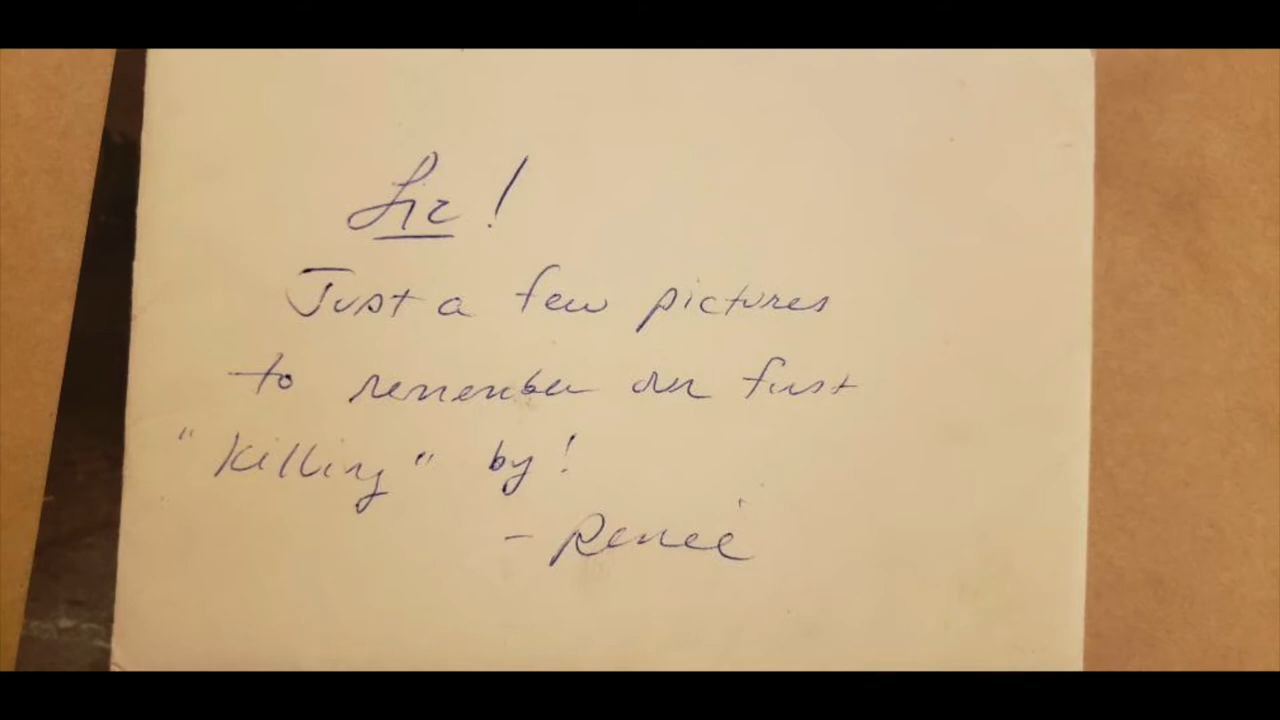 Liz!
Just a few pictures
to remember our first
"Killing" by!
- Renee